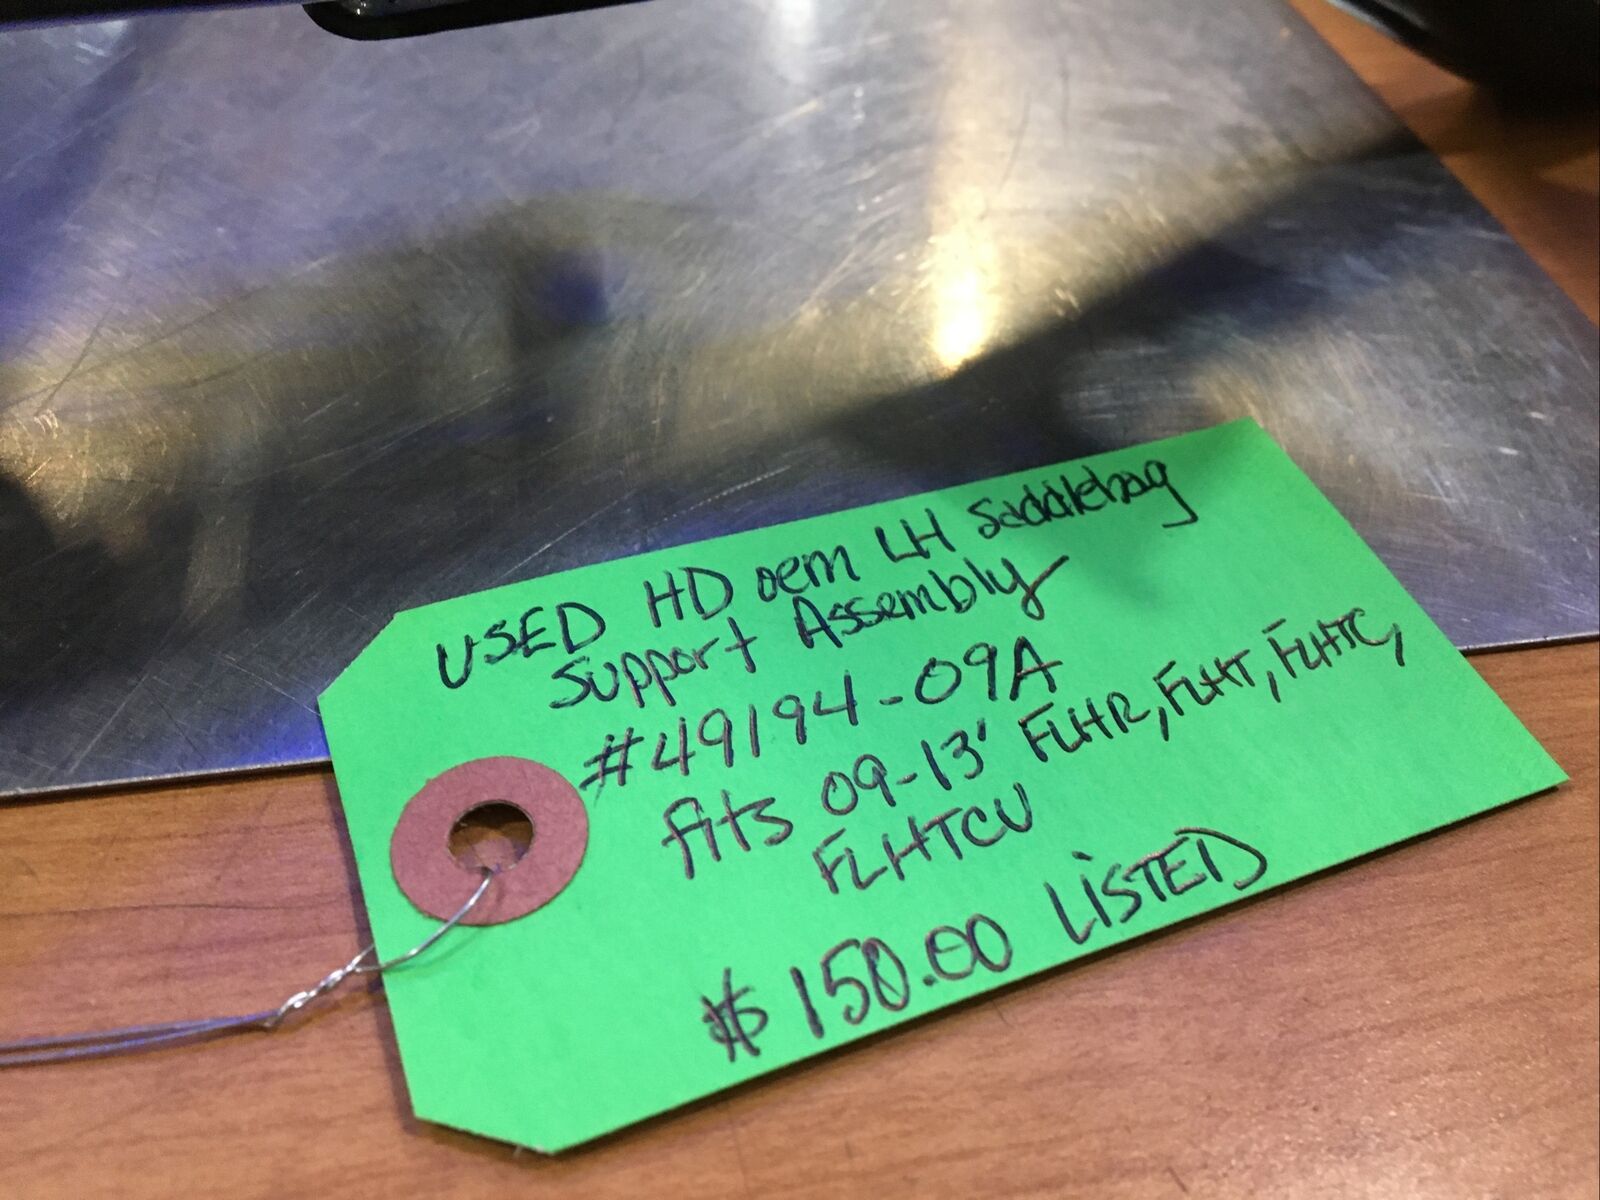 USED HD oem LH Saddlebag
Support Assembly
#49194-09A
fits 09-13' FLHR, FLHT, FLHTC,
FLHTCU
$150.00 LiSTED